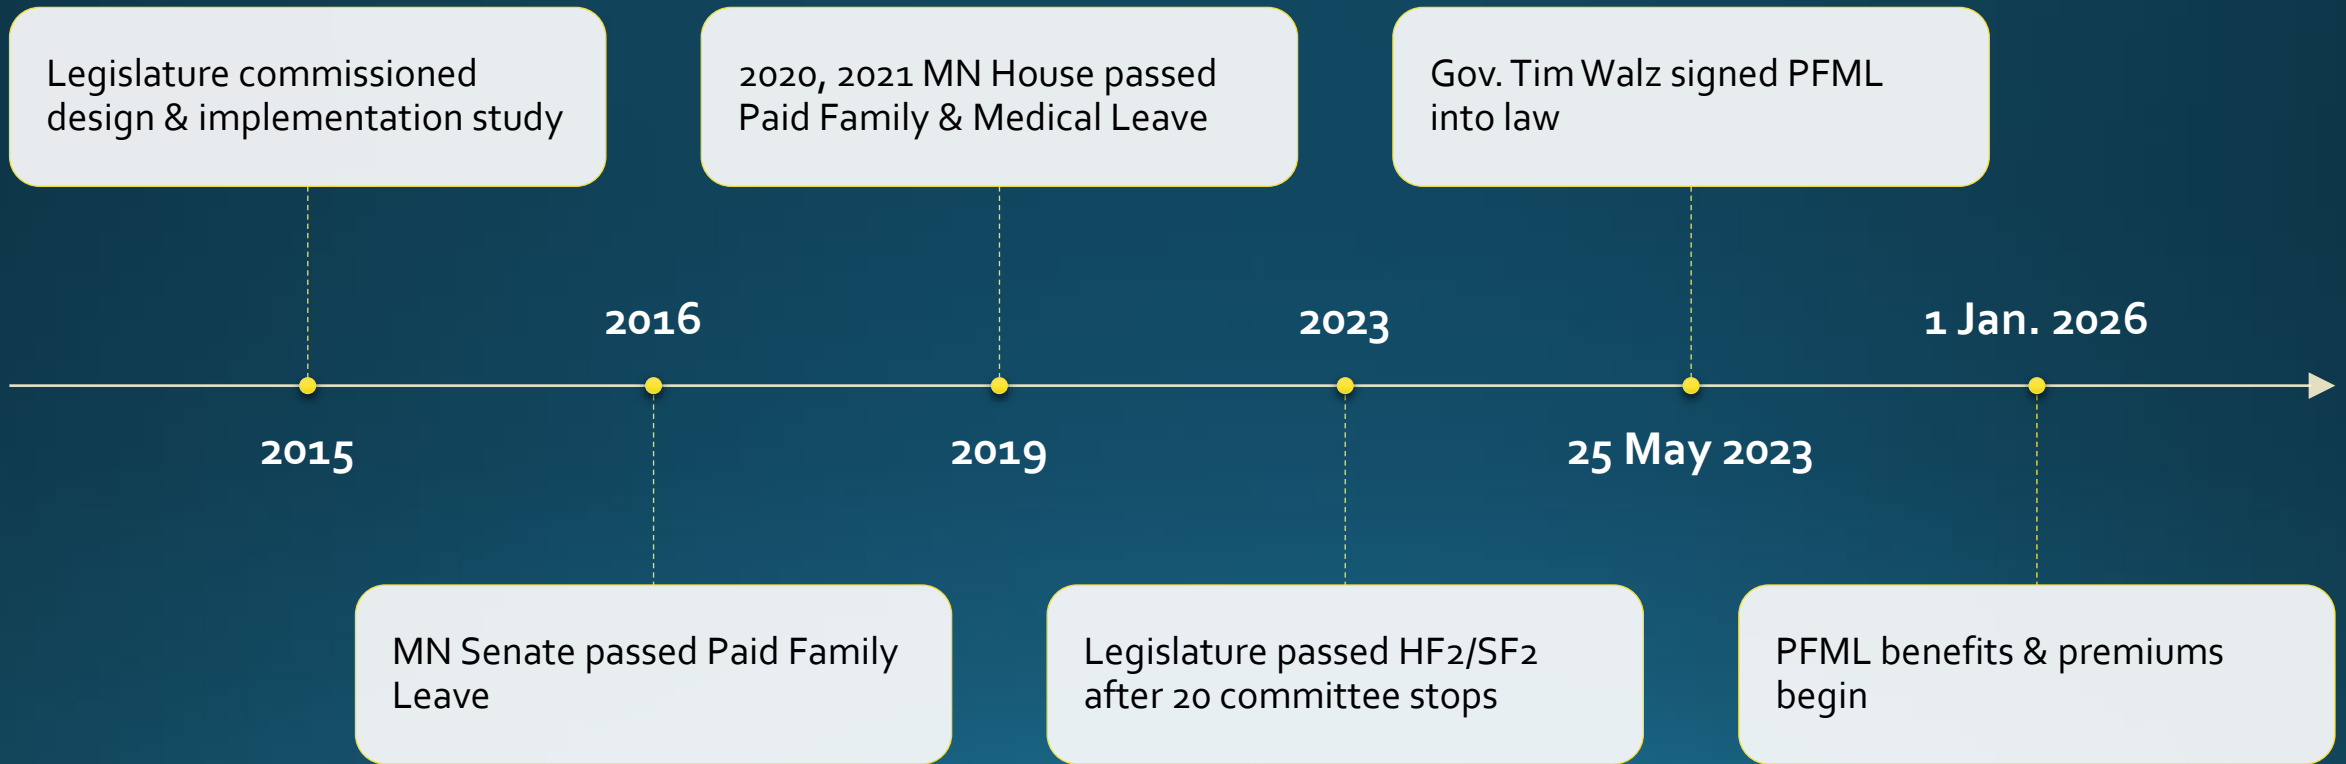 Legislature commissioned
design & implementation study
2020, 2021 MN House passed
Paid Family & Medical Leave
Gov. Tim Walz signed PFML
into law
2016
2023
1 Jan. 2026
2015
2019
25 May 2023
MN Senate passed Paid Family
Leave
Legislature passed HF2/SF2
after 20 committee stops
PFML benefits & premiums
begin